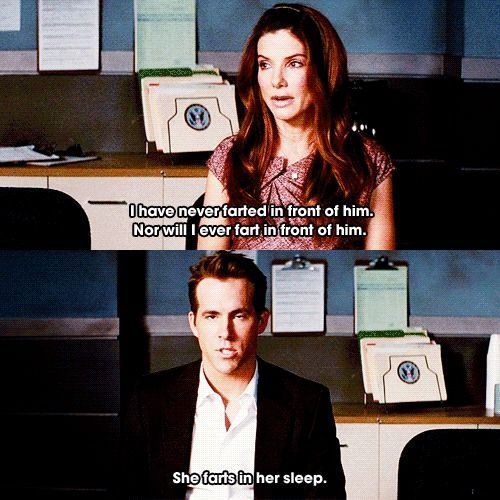 I have never farted in front of him.
Nor will I ever fart in front of him.
She farts in her sleep.